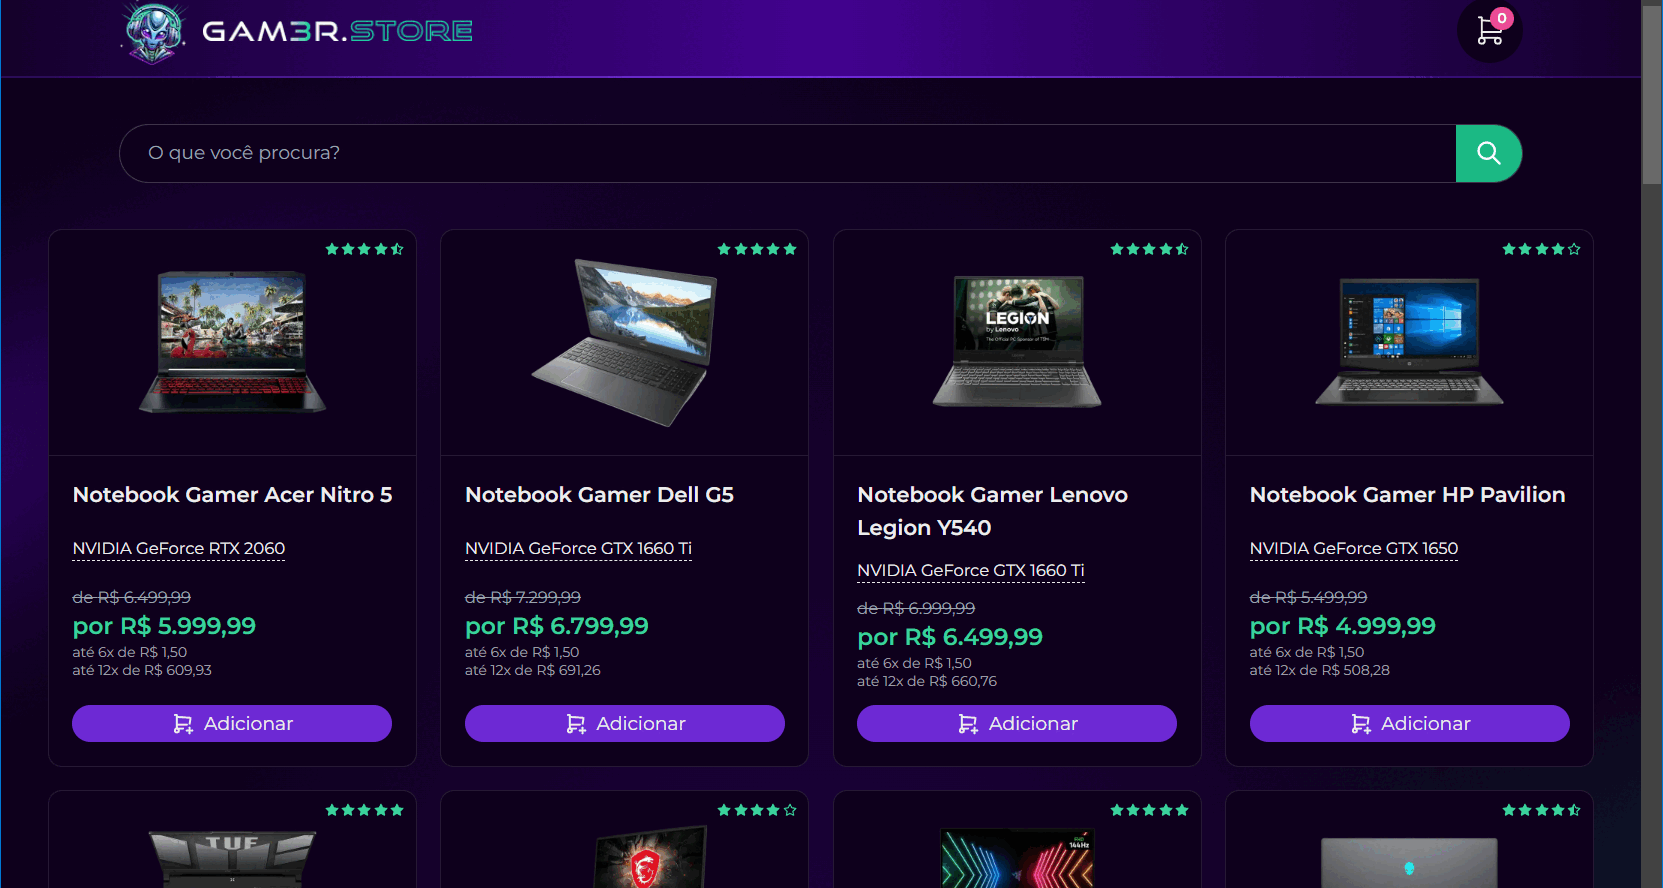 GAM3R.STORE
0
O que você procura?
LEGION
by Lenovo
Notebook Gamer Acer Nitro 5
NVIDIA GeForce RTX 2060
de R$ 6.499,99
por R$ 5.999,99
até 6x de R$ 1,50
até 12x de R$ 609,93
Adicionar
Notebook Gamer Dell G5
NVIDIA GeForce GTX 1660 Ti
de R$ 7.299,99
por R$ 6.799,99
até 6x de R$ 1,50
até 12x de R$ 691,26
Adicionar
Notebook Gamer Lenovo
Legion Y540
NVIDIA GeForce GTX 1660 Ti
de R$ 6.999,99
por R$ 6.499,99
até 6x de R$ 1,50
até 12x de R$ 660,76
Adicionar
Notebook Gamer HP Pavilion
NVIDIA GeForce GTX 1650
de R$ 5.499,99
por R$ 4.999,99
até 6x de R$ 1,50
até 12x de R$ 508,28
Adicionar
TUF
144Hz